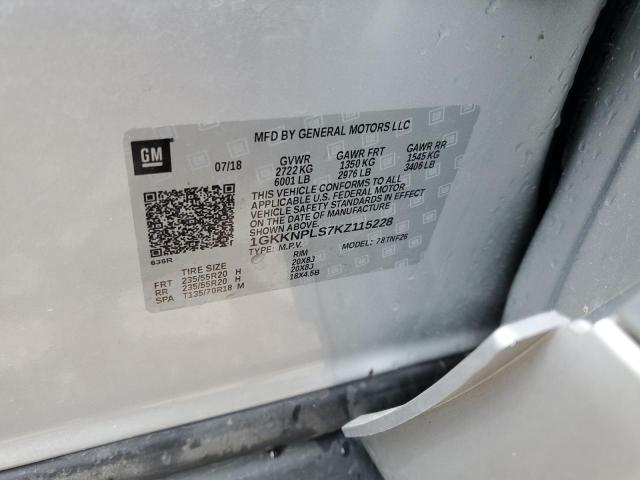 MFD BY GENERAL MOTORS LLC
GM
07/18 GVWR GAWR FRT GAWR RR
2722 KG 1350 KG 1545 KG
6001 LB 2976 LB 3406 LB
THIS VEHICLE CONFORMS TO ALL
APPLICABLE U.S. FEDERAL MOTOR
VEHICLE SAFETY STANDARDS IN EFFECT
ON THE DATE OF MANUFACTURE
SHOWN ABOVE.
1GKKNPLS7KZ115228
TYPE: M.P.V. MODEL: 78TNF26
636R
TIRE SIZE RIM
FRT 235/55R20 H 20X8J
RR 235/55R20 H 20X8J
SPA T135/70R18 M 18X4.5B